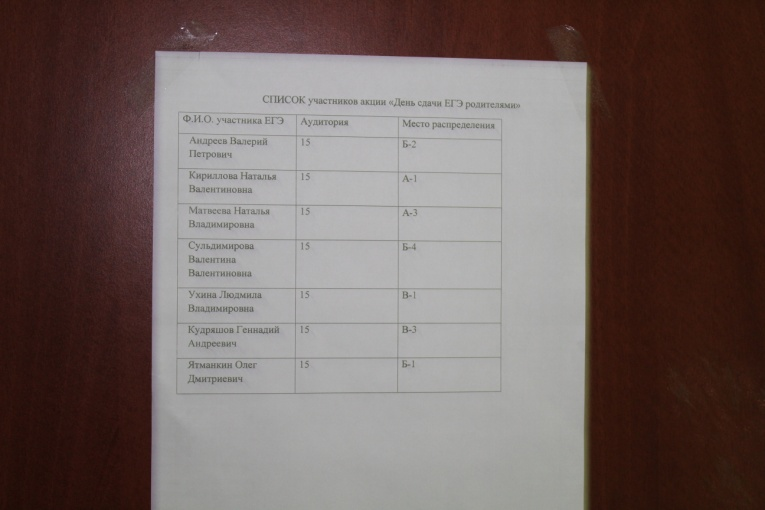 СПИСОК участников акции «День сдачи ЕГЭ родителями»
Ф.И.О. участника ЕГЭ Аудитория Место распределения
Андреев Валерий 15 Б-2
Петрович
Кириллова Наталья 15 А-1
Валентиновна
Матвеева Наталья 15 А-3
Владимировна
Сульдимирова 15 Б-4
Валентина
Валентиновна
Ухина Людмила 15 В-1
Владимировна
Кудряшов Геннадий 15 В-3
Андреевич
Ятманкин Олег 15 Б-1
Дмитриевич